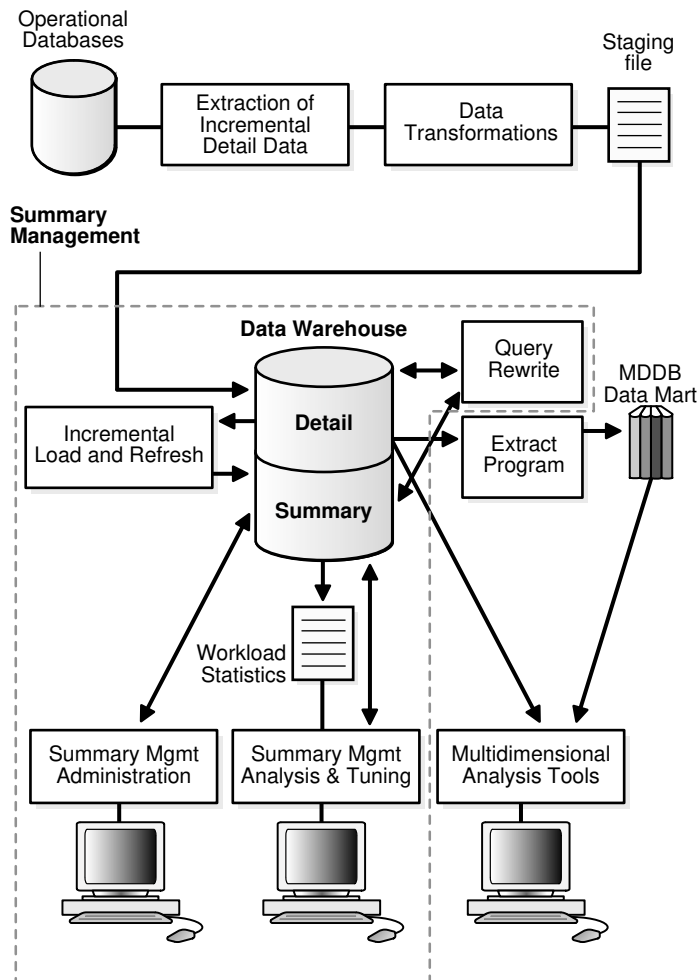 Operational
Databases
Extraction of
Incremental
Detail Data
Data
Transformations
Staging
file
Summary
Management
Data Warehouse
Query
Rewrite
MDDB
Data Mart
Detail
Incremental
Load and Refresh
Extract
Program
Summary
Workload
Statistics
Summary Mgmt
Administration
Summary Mgmt
Analysis & Tuning
Multidimensional
Analysis Tools